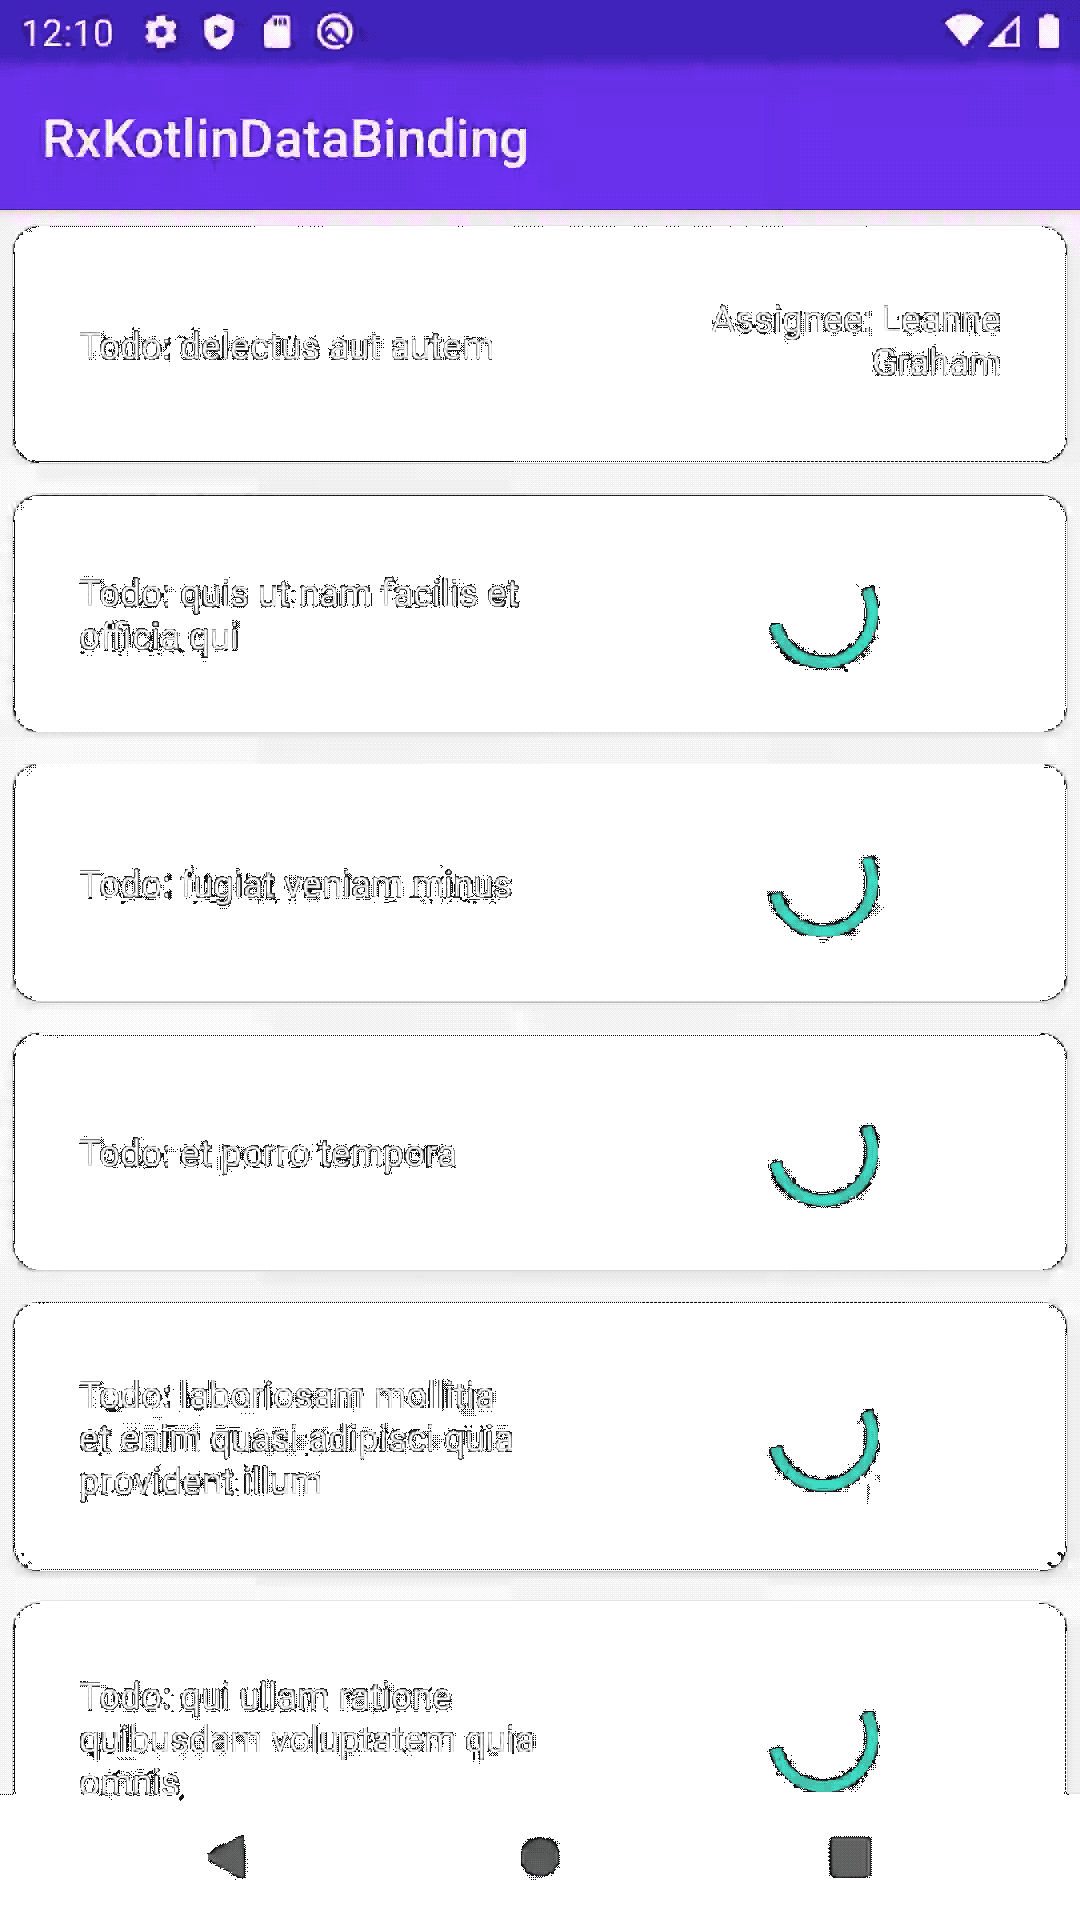 12:10
RxKotlinDataBinding
Todo: delectus aut autem
Assignee: Leanne
Graham
Todo: quis ut nam facilis et
officia qui
Todo: fugiat veniam minus
Todo: et porro tempora
Todo: laboriosam mollitia
et enim quasi adipisci quia
provident illum
Todo: qui ullam ratione
quibusdam voluptatem quia
omnis